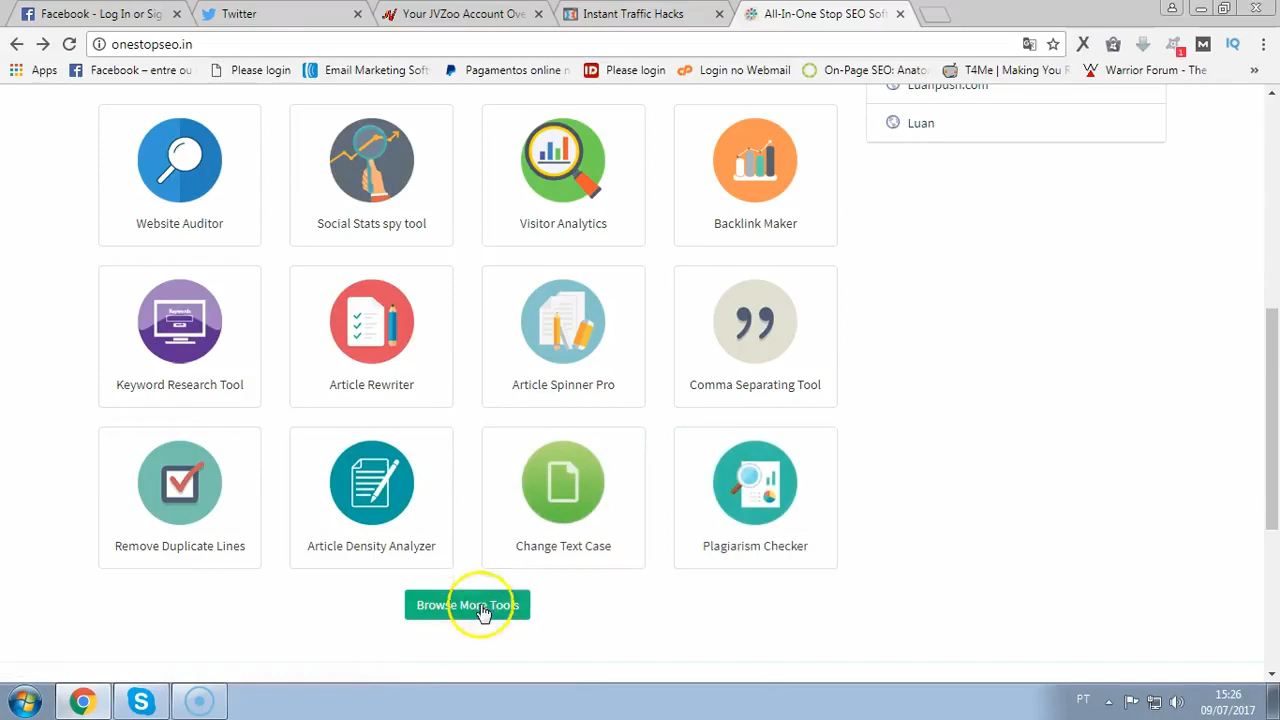 Facebook - Log In or Sig
Twitter
Your JVZoo Account Ove
Instant Traffic Hacks
All-In-One Stop SEO Sof
onestopseo.in
Apps
Facebook – entre ou
Please login
Email Marketing Soft
Pagamentos online n
Please login
Login no Webmail
On-Page SEO: Anato
T4Me | Making You R
Warrior Forum - The
»
Luanpush.com
Luan
Website Auditor
Social Stats spy tool
Visitor Analytics
Backlink Maker
Keyword Research Tool
Article Rewriter
Article Spinner Pro
Comma Separating Tool
Remove Duplicate Lines
Article Density Analyzer
Change Text Case
Plagiarism Checker
Browse More Tools
PT
15:26
09/07/2017